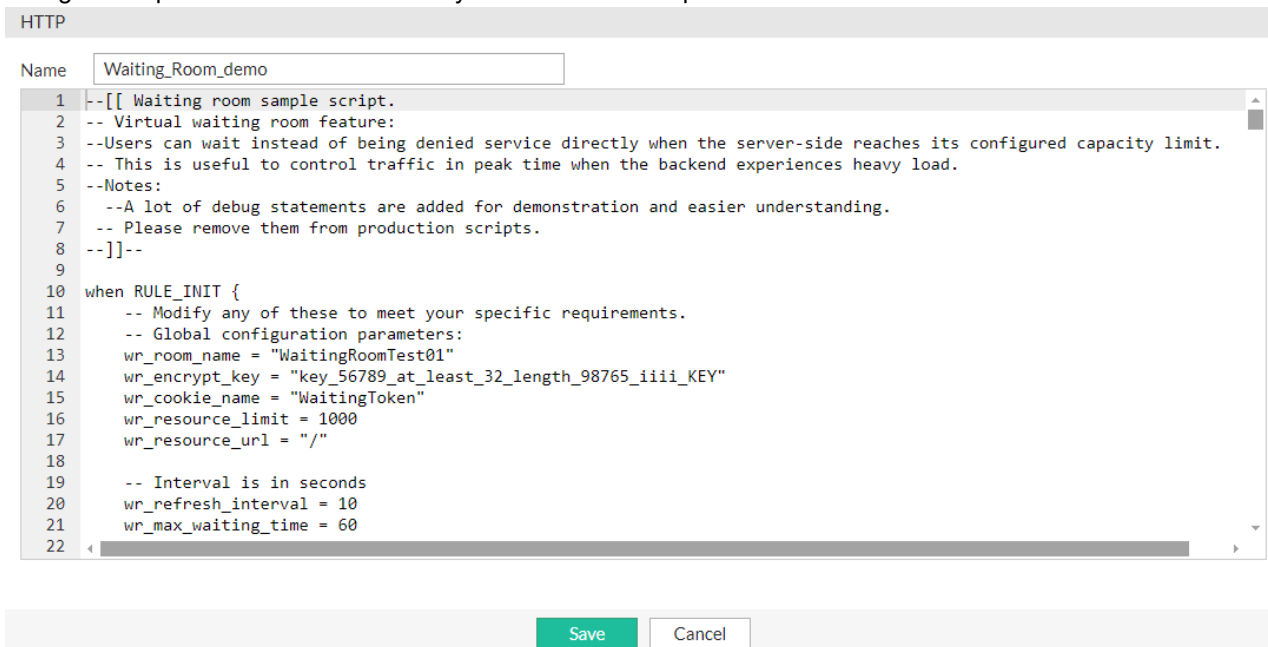 HTTP
Name Waiting_Room_demo
1 --[[ Waiting room sample script.
2 -- Virtual waiting room feature:
3 --Users can wait instead of being denied service directly when the server-side reaches its configured capacity limit.
4 -- This is useful to control traffic in peak time when the backend experiences heavy load.
5 --Notes:
6   --A lot of debug statements are added for demonstration and easier understanding.
7  -- Please remove them from production scripts.
8 --]]--
9
10 when RULE_INIT {
11     -- Modify any of these to meet your specific requirements.
12     -- Global configuration parameters:
13     wr_room_name = "WaitingRoomTest01"
14     wr_encrypt_key = "key_56789_at_least_32_length_98765_iiii_KEY"
15     wr_cookie_name = "WaitingToken"
16     wr_resource_limit = 1000
17     wr_resource_url = "/"
18
19     -- Interval is in seconds
20     wr_refresh_interval = 10
21     wr_max_waiting_time = 60
22
Save Cancel